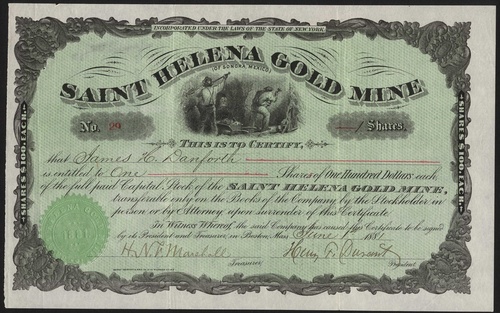 INCORPORATED UNDER THE LAWS OF THE STATE OF NEW YORK.
SAINT HELENA GOLD MINE
(OF SONORA, MEXICO)
No. 99
1 Shares.
SHARES $100, EACH.
SHARES $100, EACH.
THIS IS TO CERTIFY,
that James H. Danforth
is entitled to One Shares of One Hundred Dollars each
of the full paid Capital Stock of the SAINT HELENA GOLD MINE,
transferable only on the Books of the Company by the Stockholder in
person or by Attorney upon surrender of this Certificate.
In Witness Whereof, the said Company has caused this Certificate to be signed
by its President and Treasurer, in Boston, Mass. June 188
H. N. F. Marshall Henry F. Durant
Treasurer. President.